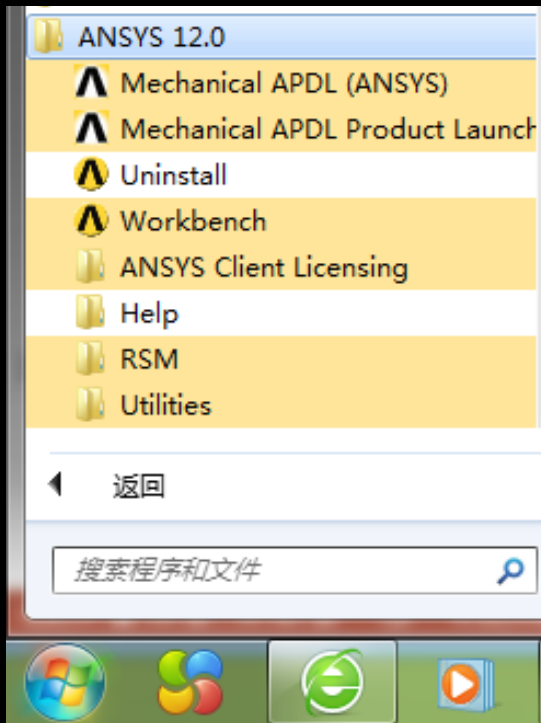 ANSYS 12.0
Mechanical APDL (ANSYS)
Mechanical APDL Product Launch
Uninstall
Workbench
ANSYS Client Licensing
Help
RSM
Utilities
返回
搜索程序和文件